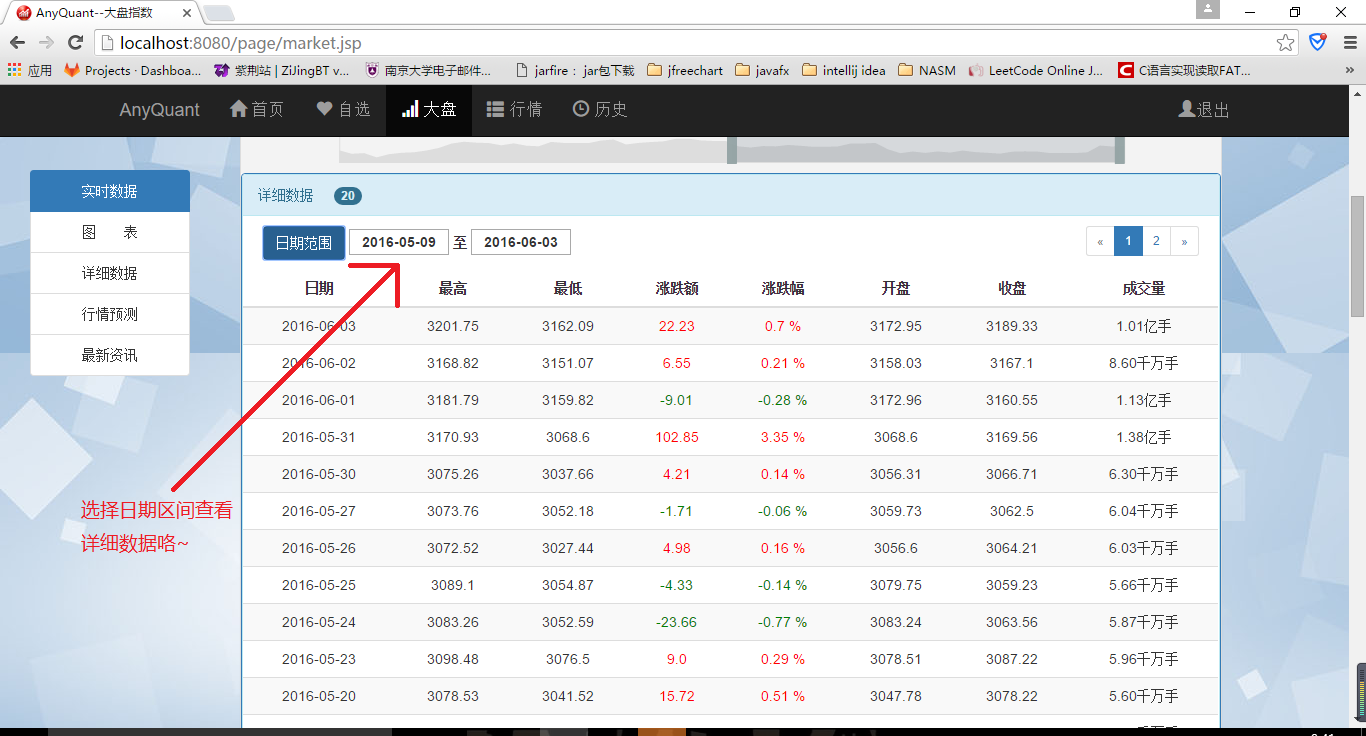 AnyQuant--大盘指数
localhost:8080/page/market.jsp
应用 Projects · Dashboa... 紫荆站 | ZiJingBT v... 南京大学电子邮件... jarfire： jar包下载 jfreechart javafx intellij idea NASM LeetCode Online J... C语言实现读取FAT... »
AnyQuant 首页 自选 大盘 行情 历史 退出
实时数据
图 表
详细数据
行情预测
最新资讯
详细数据 20
日期范围 2016-05-09 至 2016-06-03 « 1 2 »
日期 最高 最低 涨跌额 涨跌幅 开盘 收盘 成交量
2016-06-03 3201.75 3162.09 22.23 0.7 % 3172.95 3189.33 1.01亿手
2016-06-02 3168.82 3151.07 6.55 0.21 % 3158.03 3167.1 8.60千万手
2016-06-01 3181.79 3159.82 -9.01 -0.28 % 3172.96 3160.55 1.13亿手
2016-05-31 3170.93 3068.6 102.85 3.35 % 3068.6 3169.56 1.38亿手
2016-05-30 3075.26 3037.66 4.21 0.14 % 3056.31 3066.71 6.30千万手
2016-05-27 3073.76 3052.18 -1.71 -0.06 % 3059.73 3062.5 6.04千万手
2016-05-26 3072.52 3027.44 4.98 0.16 % 3056.6 3064.21 6.03千万手
2016-05-25 3089.1 3054.87 -4.33 -0.14 % 3079.75 3059.23 5.66千万手
2016-05-24 3083.26 3052.59 -23.66 -0.77 % 3083.24 3063.56 5.87千万手
2016-05-23 3098.48 3076.5 9.0 0.29 % 3078.51 3087.22 5.96千万手
2016-05-20 3078.53 3041.52 15.72 0.51 % 3047.78 3078.22 5.60千万手
选择日期区间查看
详细数据咯~